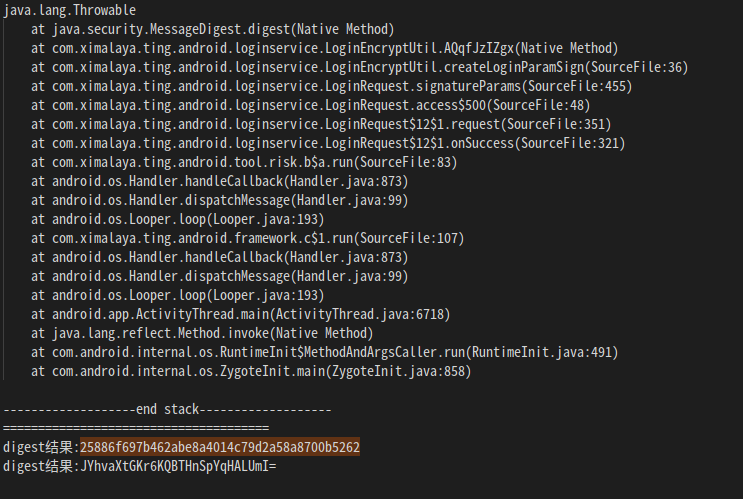 java.lang.Throwable
at java.security.MessageDigest.digest(Native Method)
at com.ximalaya.ting.android.loginservice.LoginEncryptUtil.AQqfJzIZgx(Native Method)
at com.ximalaya.ting.android.loginservice.LoginEncryptUtil.createLoginParamSign(SourceFile:36)
at com.ximalaya.ting.android.loginservice.LoginRequest.signatureParams(SourceFile:455)
at com.ximalaya.ting.android.loginservice.LoginRequest.access$500(SourceFile:48)
at com.ximalaya.ting.android.loginservice.LoginRequest$12$1.request(SourceFile:351)
at com.ximalaya.ting.android.loginservice.LoginRequest$12$1.onSuccess(SourceFile:321)
at com.ximalaya.ting.android.tool.risk.b$a.run(SourceFile:83)
at android.os.Handler.handleCallback(Handler.java:873)
at android.os.Handler.dispatchMessage(Handler.java:99)
at android.os.Looper.loop(Looper.java:193)
at com.ximalaya.ting.android.framework.c$1.run(SourceFile:107)
at android.os.Handler.handleCallback(Handler.java:873)
at android.os.Handler.dispatchMessage(Handler.java:99)
at android.os.Looper.loop(Looper.java:193)
at android.app.ActivityThread.main(ActivityThread.java:6718)
at java.lang.reflect.Method.invoke(Native Method)
at com.android.internal.os.RuntimeInit$MethodAndArgsCaller.run(RuntimeInit.java:491)
at com.android.internal.os.ZygoteInit.main(ZygoteInit.java:858)
-------------------end stack-------------------
======================================
digest结果:25886f697b462abe8a4014c79d2a58a8700b5262
digest结果:JYhvaXtGKr6KQBTHnSpYqHALUmI=